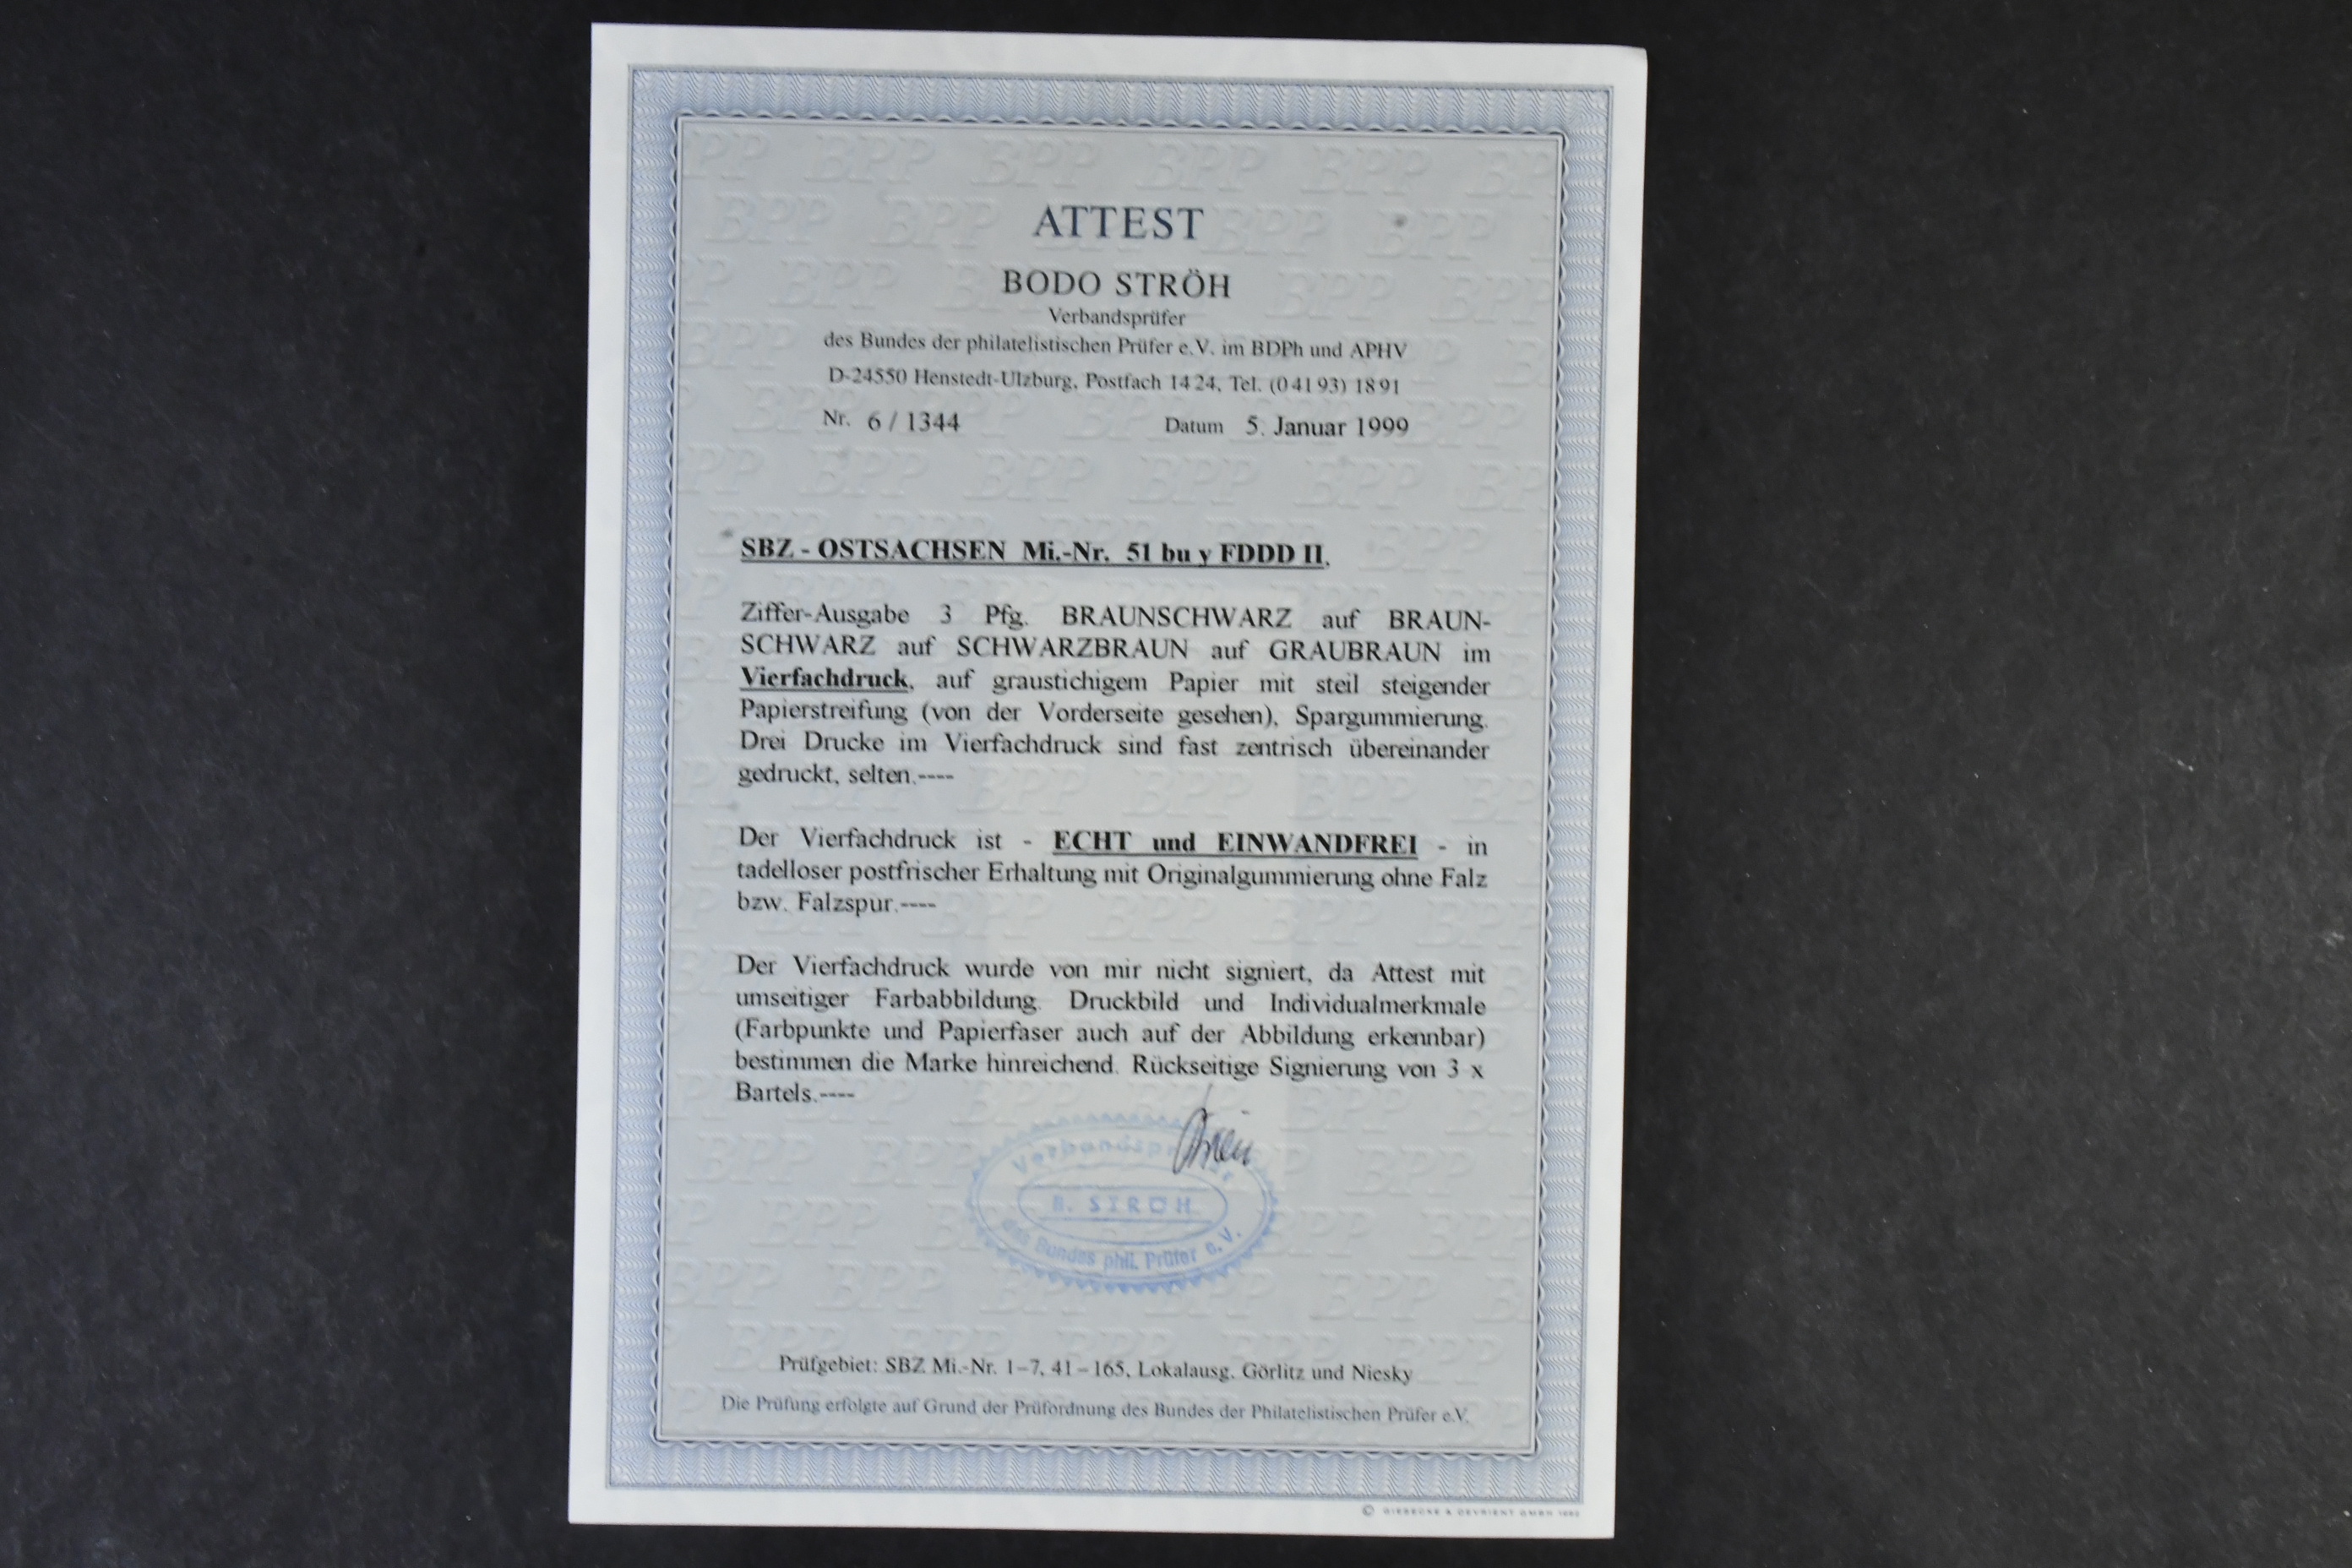 ATTEST
BODO STRÖH
Verbandsprüfer
des Bundes der philatelistischen Prüfer e.V. im BDPh und APHV
D-24550 Henstedt-Ulzburg, Postfach 14 24, Tel. (0 41 93) 18 91
Nr. 6 / 1344 Datum 5. Januar 1999
SBZ - OSTSACHSEN Mi.-Nr. 51 bu y FDDD II.
Ziffer-Ausgabe 3 Pfg. BRAUNSCHWARZ auf BRAUN-
SCHWARZ auf SCHWARZBRAUN auf GRAUBRAUN im
Vierfachdruck, auf graustichigem Papier mit steil steigender
Papierstreifung (von der Vorderseite gesehen), Spargummierung.
Drei Drucke im Vierfachdruck sind fast zentrisch übereinander
gedruckt, selten.----
Der Vierfachdruck ist - ECHT und EINWANDFREI - in
tadelloser postfrischer Erhaltung mit Originalgummierung ohne Falz
bzw. Falzspur.----
Der Vierfachdruck wurde von mir nicht signiert, da Attest mit
umseitiger Farbabbildung. Druckbild und Individualmerkmale
(Farbpunkte und Papierfaser auch auf der Abbildung erkennbar)
bestimmen die Marke hinreichend. Rückseitige Signierung von 3 x
Bartels.----
B. STRÖH
des Bundes phil. Prüfer e. V.
Prüfgebiet: SBZ Mi.-Nr. 1–7, 41–165, Lokalausg. Görlitz und Niesky
Die Prüfung erfolgte auf Grund der Prüfordnung des Bundes der Philatelistischen Prüfer e.V.